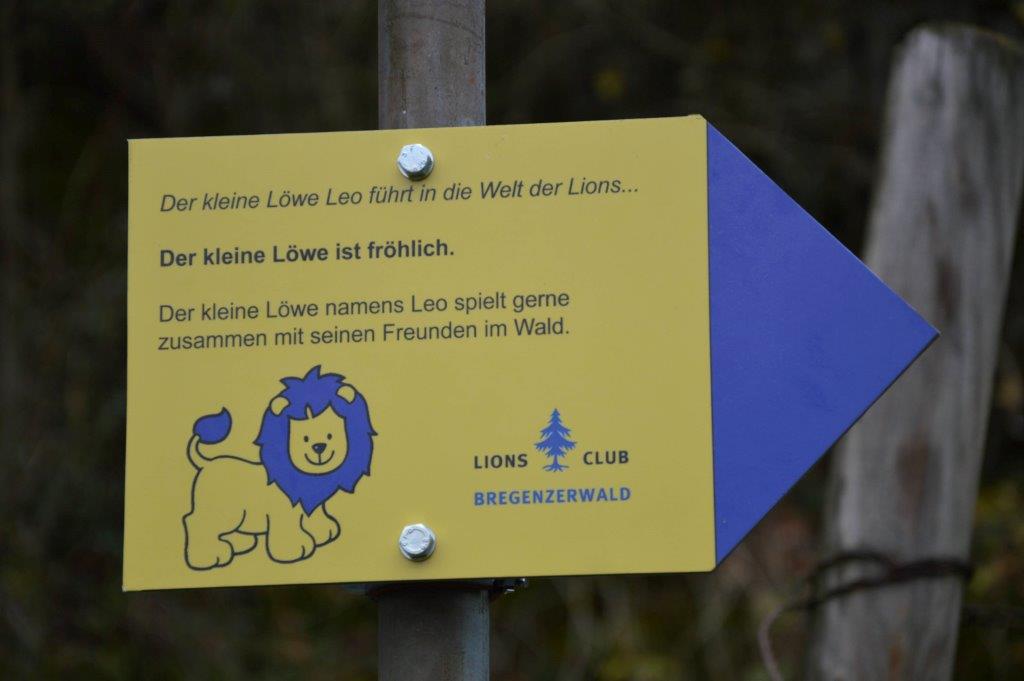 Der kleine Löwe Leo führt in die Welt der Lions...
Der kleine Löwe ist fröhlich.
Der kleine Löwe namens Leo spielt gerne
zusammen mit seinen Freunden im Wald.
LIONS CLUB
BREGENZERWALD